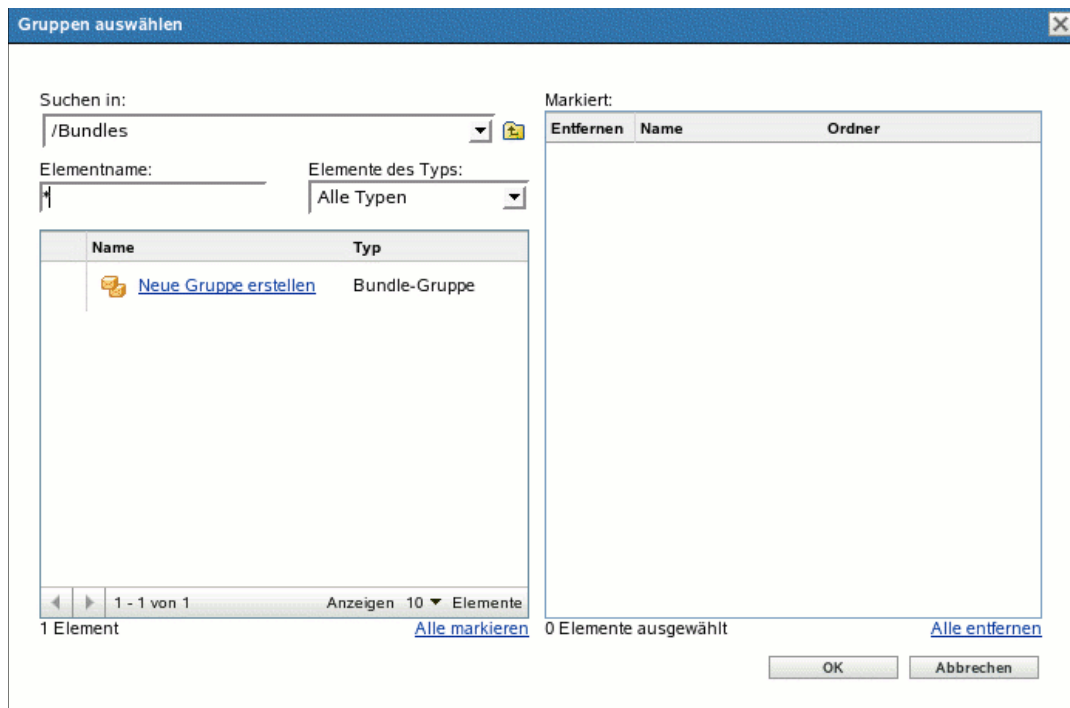 Gruppen auswählen
Suchen in:
/Bundles
Elementname:
Elemente des Typs:
*
Alle Typen
Name Typ
Neue Gruppe erstellen Bundle-Gruppe
1 - 1 von 1 Anzeigen 10 Elemente
1 Element Alle markieren
Markiert:
Entfernen Name Ordner
0 Elemente ausgewählt Alle entfernen
OK Abbrechen